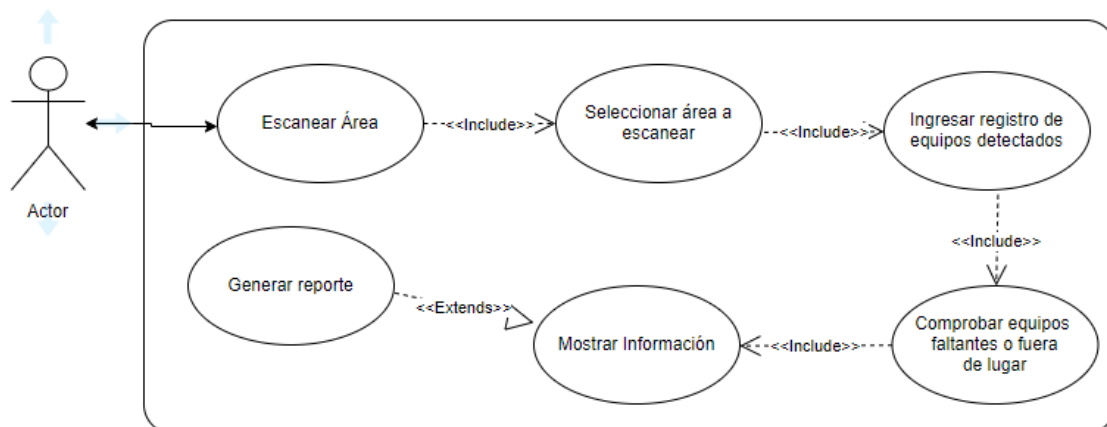 Actor
Escanear Área
<<Include>>
Seleccionar área a
escanear
<<Include>>
Ingresar registro de
equipos detectados
<<Include>>
Generar reporte
<<Extends>>
Mostrar Información
<<Include>>
Comprobar equipos
faltantes o fuera
de lugar